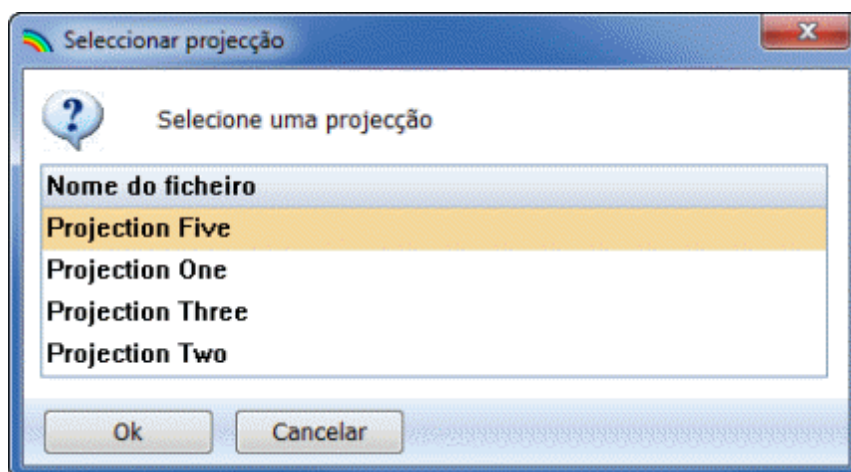 Seleccionar projecção
Selecione uma projecção
Nome do ficheiro
Projection Five
Projection One
Projection Three
Projection Two
Ok Cancelar